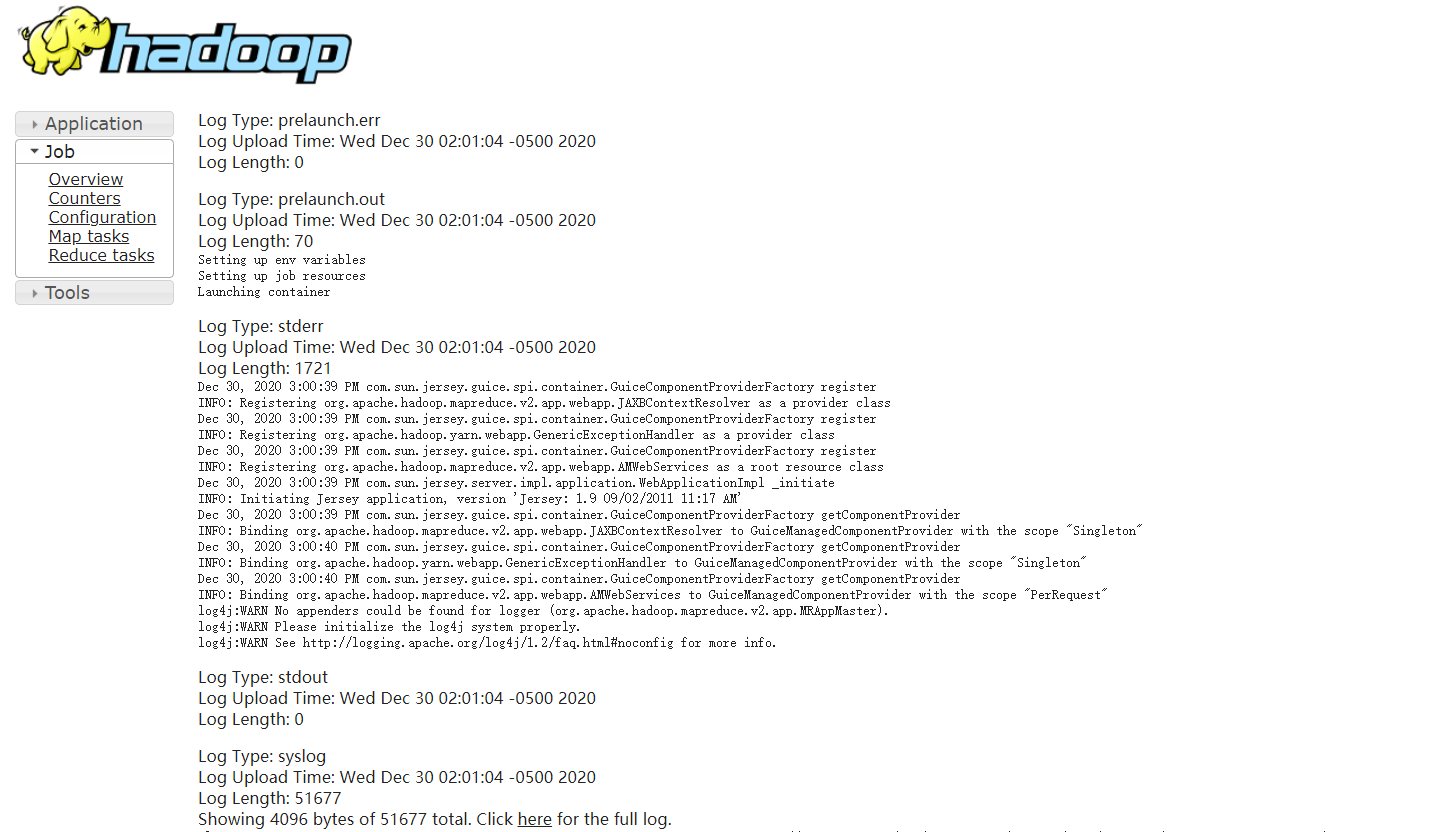 hadoop
Application
Job
Overview
Counters
Configuration
Map tasks
Reduce tasks
Tools
Log Type: prelaunch.err
Log Upload Time: Wed Dec 30 02:01:04 -0500 2020
Log Length: 0
Log Type: prelaunch.out
Log Upload Time: Wed Dec 30 02:01:04 -0500 2020
Log Length: 70
Setting up env variables
Setting up job resources
Launching container
Log Type: stderr
Log Upload Time: Wed Dec 30 02:01:04 -0500 2020
Log Length: 1721
Dec 30, 2020 3:00:39 PM com.sun.jersey.guice.spi.container.GuiceComponentProviderFactory register
INFO: Registering org.apache.hadoop.mapreduce.v2.app.webapp.JAXBContextResolver as a provider class
Dec 30, 2020 3:00:39 PM com.sun.jersey.guice.spi.container.GuiceComponentProviderFactory register
INFO: Registering org.apache.hadoop.yarn.webapp.GenericExceptionHandler as a provider class
Dec 30, 2020 3:00:39 PM com.sun.jersey.guice.spi.container.GuiceComponentProviderFactory register
INFO: Registering org.apache.hadoop.mapreduce.v2.app.webapp.AMWebServices as a root resource class
Dec 30, 2020 3:00:39 PM com.sun.jersey.server.impl.application.WebApplicationImpl _initiate
INFO: Initiating Jersey application, version 'Jersey: 1.9 09/02/2011 11:17 AM'
Dec 30, 2020 3:00:39 PM com.sun.jersey.guice.spi.container.GuiceComponentProviderFactory getComponentProvider
INFO: Binding org.apache.hadoop.mapreduce.v2.app.webapp.JAXBContextResolver to GuiceManagedComponentProvider with the scope "Singleton"
Dec 30, 2020 3:00:40 PM com.sun.jersey.guice.spi.container.GuiceComponentProviderFactory getComponentProvider
INFO: Binding org.apache.hadoop.yarn.webapp.GenericExceptionHandler to GuiceManagedComponentProvider with the scope "Singleton"
Dec 30, 2020 3:00:40 PM com.sun.jersey.guice.spi.container.GuiceComponentProviderFactory getComponentProvider
INFO: Binding org.apache.hadoop.mapreduce.v2.app.webapp.AMWebServices to GuiceManagedComponentProvider with the scope "PerRequest"
log4j:WARN No appenders could be found for logger (org.apache.hadoop.mapreduce.v2.app.MRAppMaster).
log4j:WARN Please initialize the log4j system properly.
log4j:WARN See http://logging.apache.org/log4j/1.2/faq.html#noconfig for more info.
Log Type: stdout
Log Upload Time: Wed Dec 30 02:01:04 -0500 2020
Log Length: 0
Log Type: syslog
Log Upload Time: Wed Dec 30 02:01:04 -0500 2020
Log Length: 51677
Showing 4096 bytes of 51677 total. Click here for the full log.